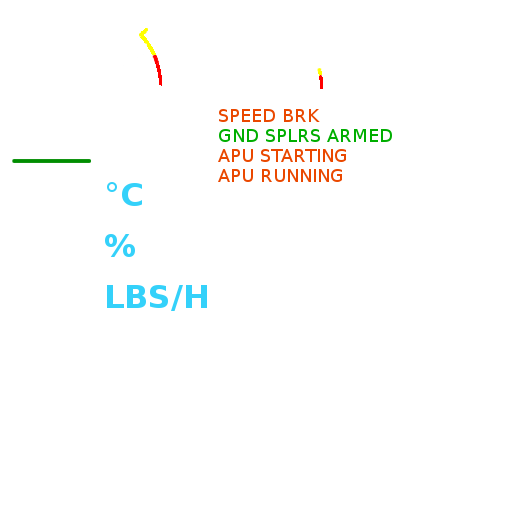 SPEED BRK
GND SPLRS ARMED
APU STARTING
APU RUNNING
°C
%
LBS/H